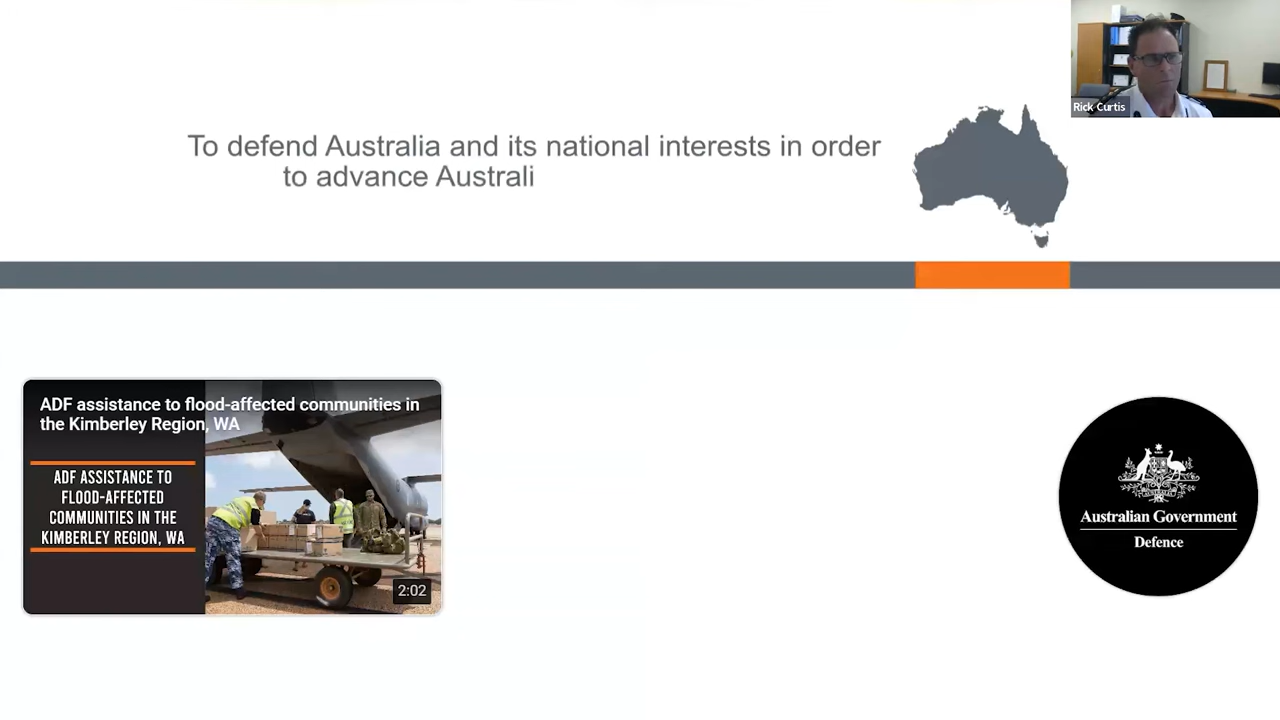 Rick Curtis
To defend Australia and its national interests in order
to advance Australi
ADF assistance to flood-affected communities in
the Kimberley Region, WA
ADF ASSISTANCE TO
FLOOD-AFFECTED
COMMUNITIES IN THE
KIMBERLEY REGION, WA
2:02
Australian Government
Defence